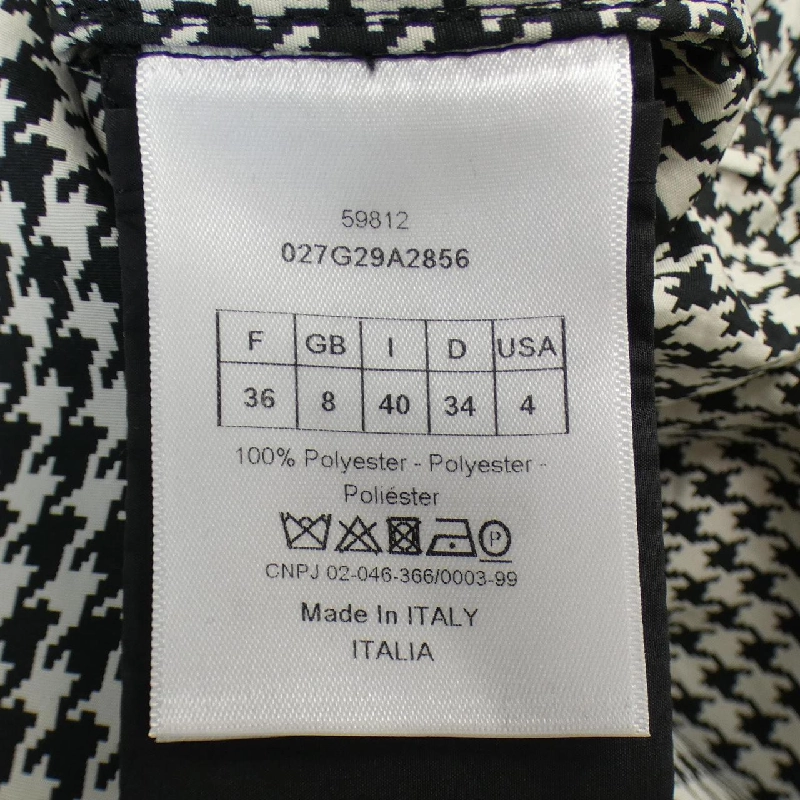 59812
027G29A2856
F GB I D USA
36 8 40 34 4
100% Polyester - Polyester -
Poliéster
P
CNPJ 02-046-366/0003-99
Made In ITALY
ITALIA